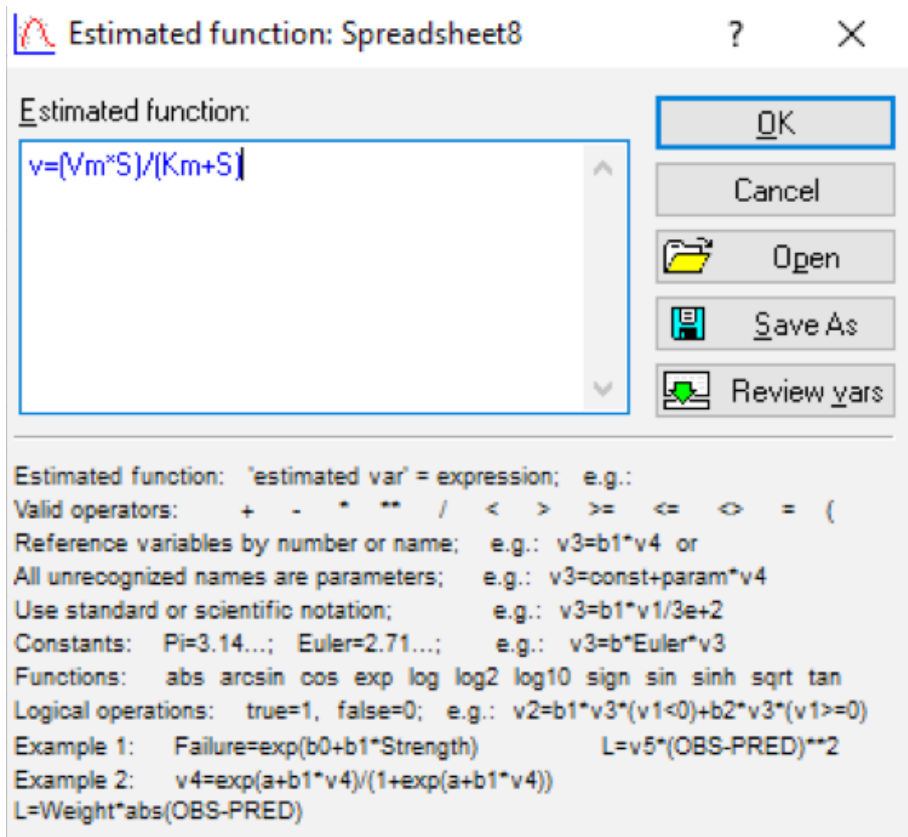 Estimated function: Spreadsheet8 ? ×
Estimated function:
v=(Vm*S)/(Km+S)
OK
Cancel
Open
Save As
Review vars
Estimated function: 'estimated var' = expression; e.g.:
Valid operators: + - * ** / < > >= <= <> = (
Reference variables by number or name; e.g.: v3=b1*v4 or
All unrecognized names are parameters; e.g.: v3=const+param*v4
Use standard or scientific notation; e.g.: v3=b1*v1/3e+2
Constants: Pi=3.14...; Euler=2.71...; e.g.: v3=b*Euler*v3
Functions: abs arcsin cos exp log log2 log10 sign sin sinh sqrt tan
Logical operations: true=1, false=0; e.g.: v2=b1*v3*(v1<0)+b2*v3*(v1>=0)
Example 1: Failure=exp(b0+b1*Strength) L=v5*(OBS-PRED)**2
Example 2: v4=exp(a+b1*v4)/(1+exp(a+b1*v4))
L=Weight*abs(OBS-PRED)